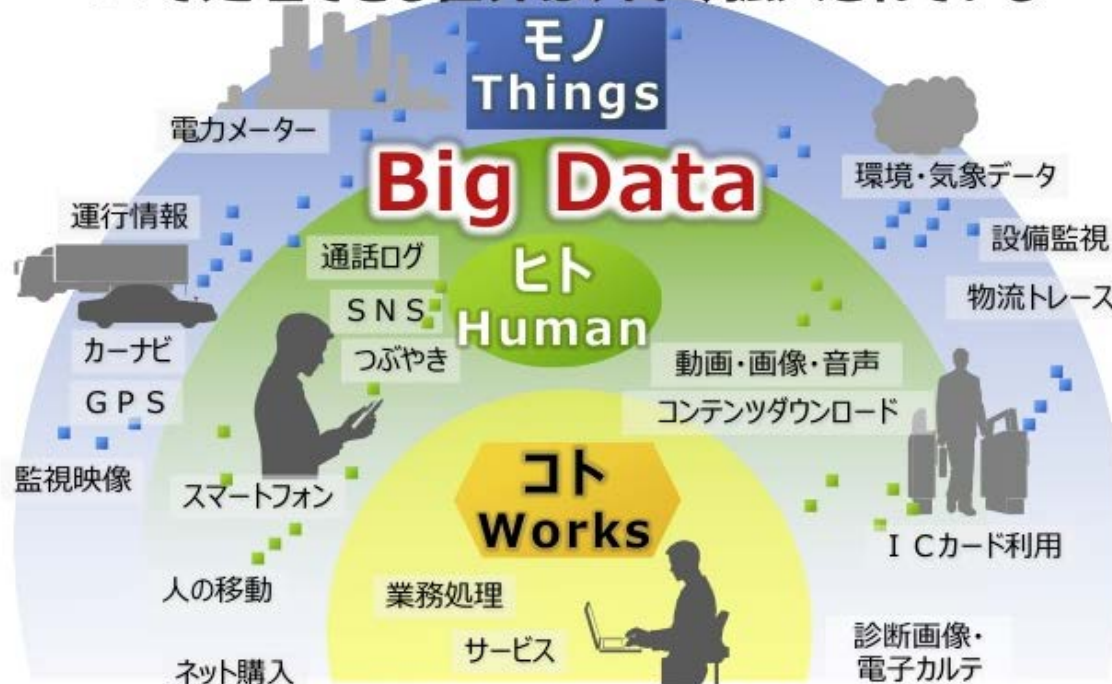 モノ
Things
電力メーター
Big Data
環境・気象データ
運行情報
設備監視
通話ログ
ヒト
Human
物流トレース
SNS
カーナビ
つぶやき
動画・画像・音声
GPS
コンテンツダウンロード
監視映像
スマートフォン
コト
Works
ICカード利用
人の移動
業務処理
サービス
診断画像・
電子カルテ
ネット購入